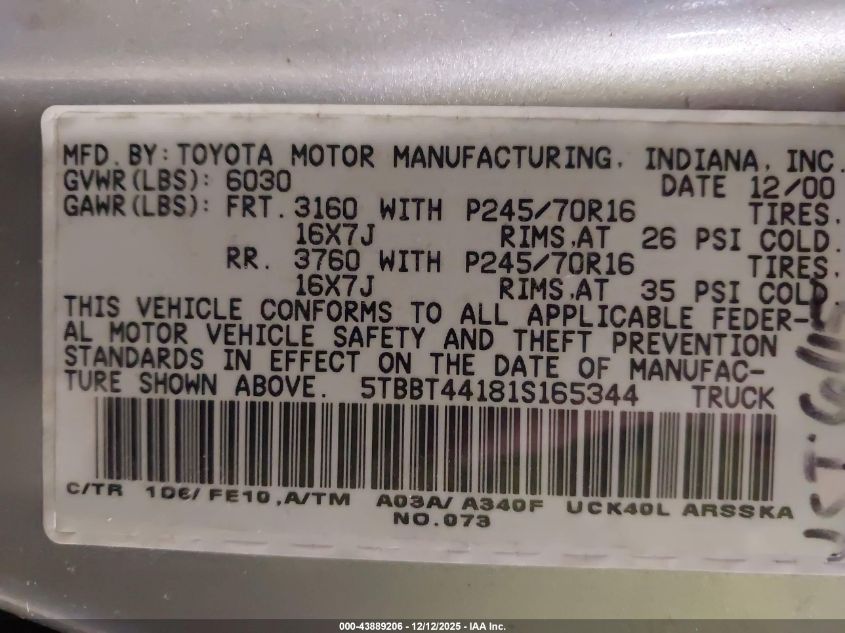 MFD. BY: TOYOTA MOTOR MANUFACTURING, INDIANA, INC.
GVWR(LBS): 6030 DATE 12/00
GAWR(LBS): FRT. 3160 WITH P245/70R16 TIRES,
16X7J RIMS,AT 26 PSI COLD.
RR. 3760 WITH P245/70R16 TIRES,
16X7J RIMS,AT 35 PSI COLD.
THIS VEHICLE CONFORMS TO ALL APPLICABLE FEDER-
AL MOTOR VEHICLE SAFETY AND THEFT PREVENTION
STANDARDS IN EFFECT ON THE DATE OF MANUFAC-
TURE SHOWN ABOVE. 5TBBT44181S165344 TRUCK
C/TR 1D6/ FE10 ,A/TM A03A/ A340F UCK40L ARSSKA
NO.073
000-43889206 - 12/12/2025 - IAA Inc.